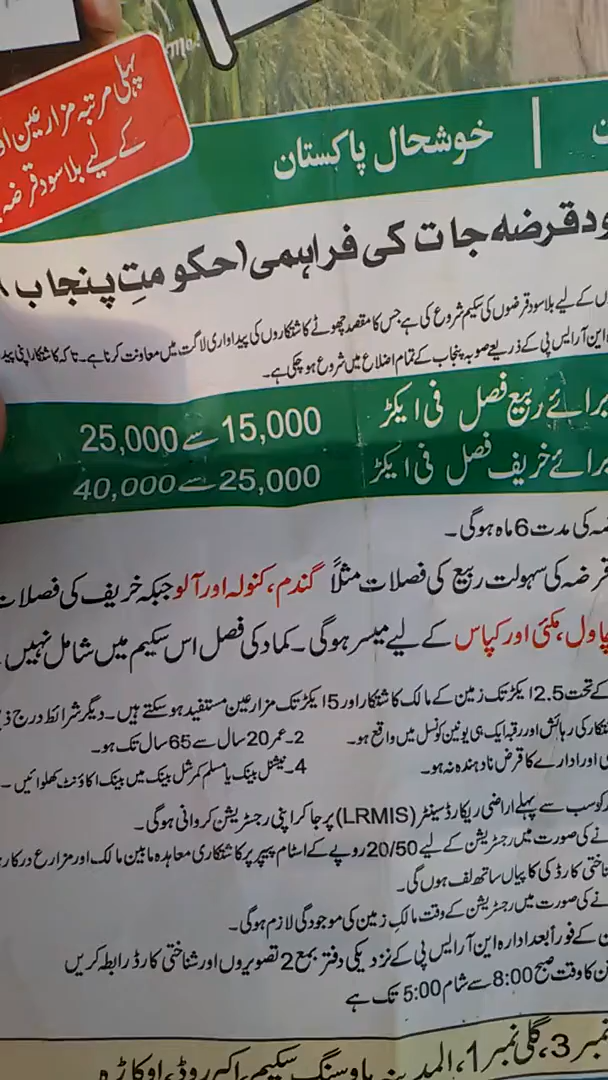 پہلی مرتبہ مزارعین
کے لیے بلاسود قرضہ
خوشحال پاکستان
قرضہ جات کی فراہمی (حکومتِ پنجاب
کے لیے بلاسود قرضوں کی سکیم شروع کی ہے جس کا مقصد چھوٹے کاشتکاروں کی پیداواری لاگت میں معاونت کرنا ہے۔ تاکہ کاشتکار اپنی
این آر ایس پی کے ذریعے صوبہ پنجاب کے تمام اضلاع میں شروع ہو چکی ہے۔
برائے ربیع فصل فی ایکڑ 15,000 سے 25,000
برائے خریف فصل فی ایکڑ 25,000 سے 40,000
کی مدت 6 ماہ ہوگی۔
قرضہ کی سہولت ربیع کی فصلات مثلاً گندم، کنولہ اور آلو جبکہ خریف کی فصلات
چاول، مکئی اور کپاس کے لیے میسر ہوگی۔ کماد کی فصل اس سکیم میں شامل نہیں۔
کے تحت 2.5 ایکڑ تک زمین کے مالک کاشتکار اور 5 ایکڑ تک مزارعین مستفید ہو سکتے ہیں۔ دیگر شرائط درج
کی رہائش اور رقبہ ایک ہی یونین کونسل میں واقع ہو۔ 2۔ عمر 20 سال سے 65 سال تک ہو۔
اور ادارے کا قرض نادہندہ نہ ہو۔ 4۔ نیشنل بینک یا مسلم کمرشل بینک میں بینک اکاؤنٹ کھلوائیں۔
کو سب سے پہلے اراضی ریکارڈ سینٹر (LRMIS) پر جا کر اپنی رجسٹریشن کروانی ہوگی۔
کی صورت میں رجسٹریشن کے لیے 20/50 روپے کے اسٹام پیپر پر کاشتکاری معاہدہ مابین مالک اور مزارع درکار
شناختی کارڈ کی کاپیاں ساتھ لف ہوں گی۔
کی صورت میں رجسٹریشن کے وقت مالکِ زمین کی موجودگی لازم ہوگی۔
کے فوراً بعد ادارہ این آر ایس پی کے نزدیکی دفتر بمع 2 تصویروں اور شناختی کارڈ رابطہ کریں
کا وقت صبح 8:00 سے شام 5:00 تک ہے
نمبر 3، گلی نمبر 1، المدینہ ہاؤسنگ سکیم، اکبر روڈ، اوکاڑہ